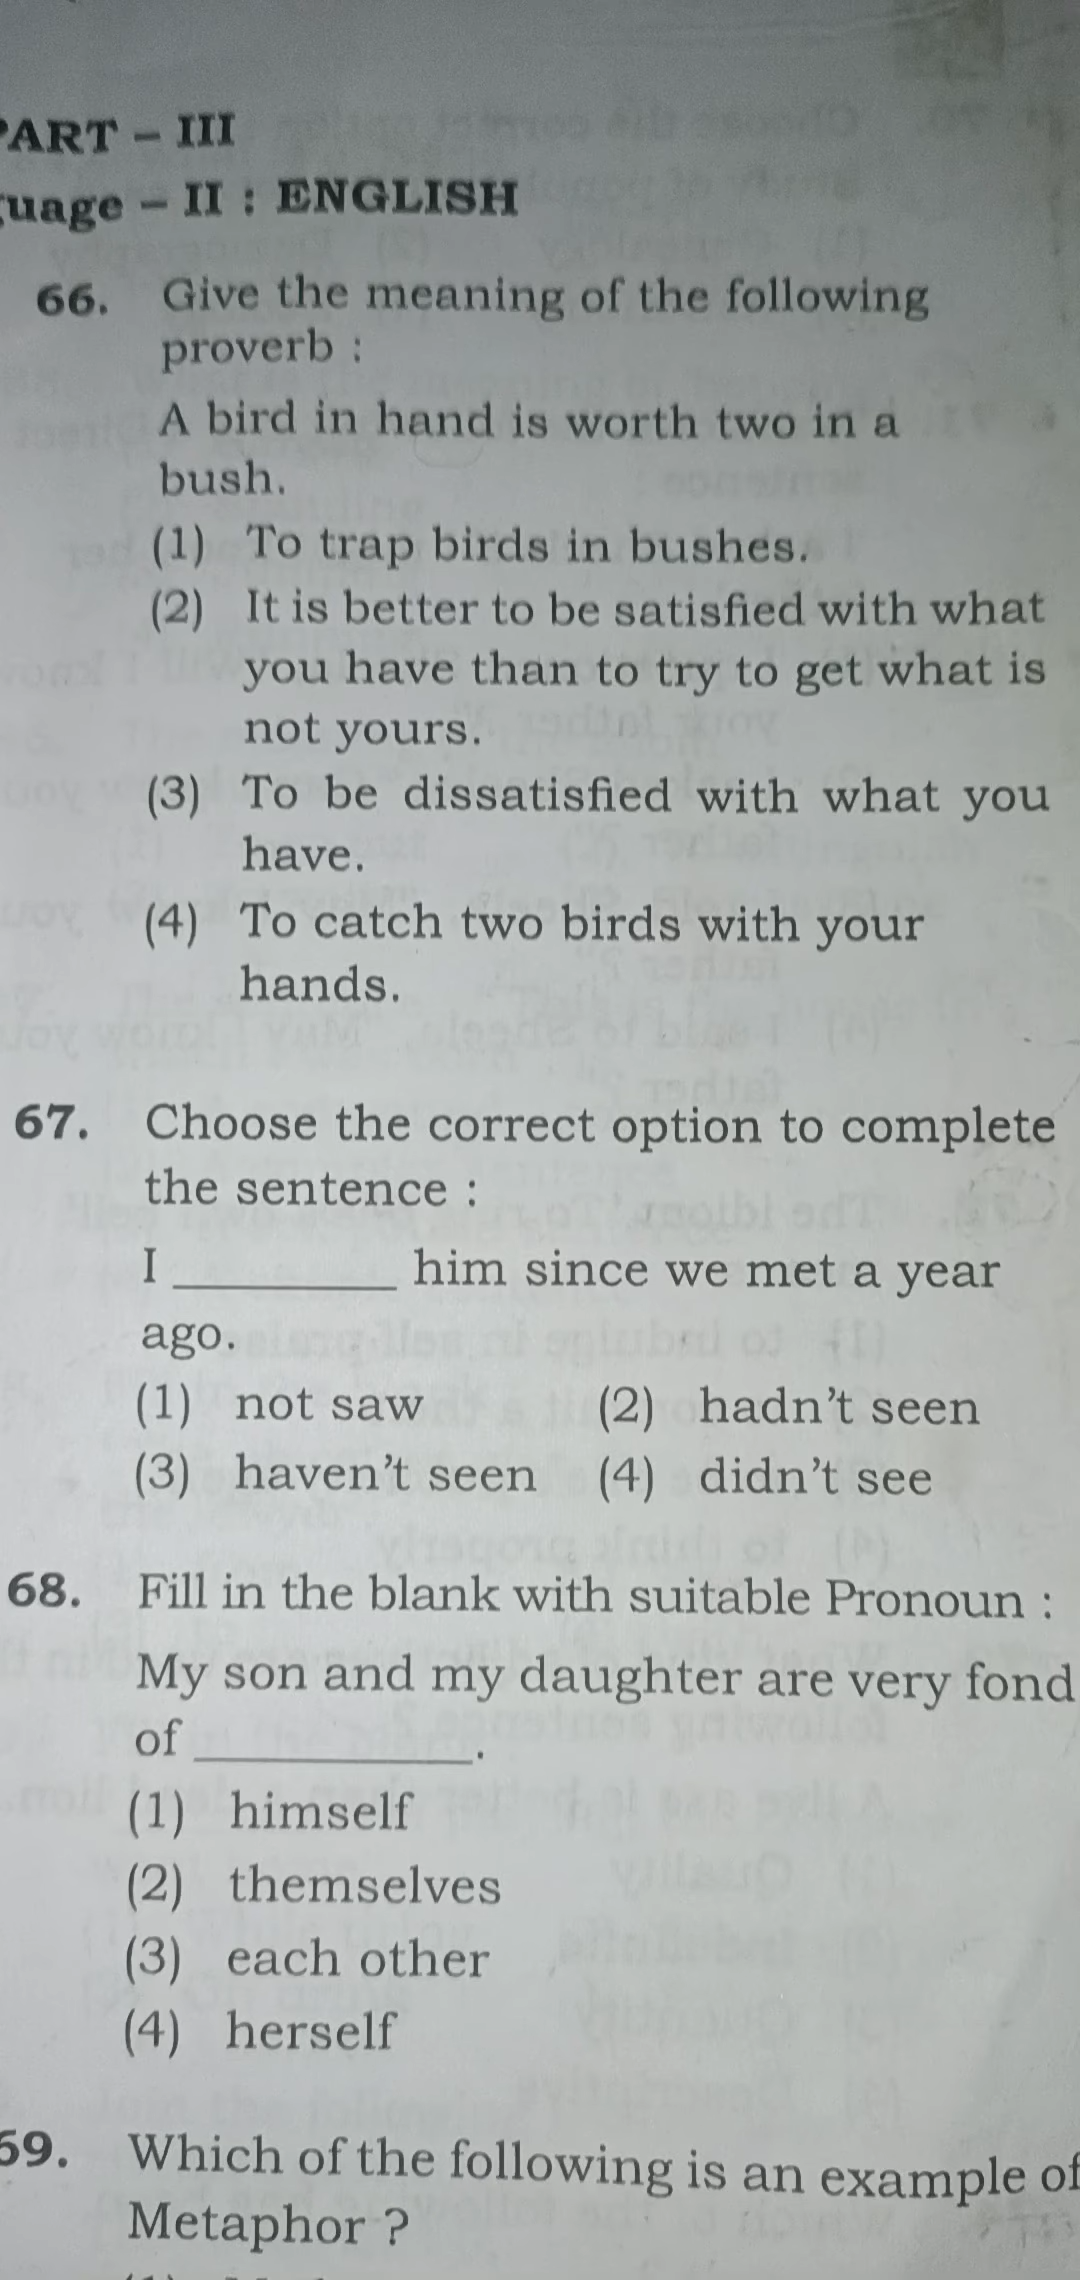 PART – III
guage – II : ENGLISH
66. Give the meaning of the following
proverb :
A bird in hand is worth two in a
bush.
(1) To trap birds in bushes.
(2) It is better to be satisfied with what
you have than to try to get what is
not yours.
(3) To be dissatisfied with what you
have.
(4) To catch two birds with your
hands.
67. Choose the correct option to complete
the sentence :
I ________ him since we met a year
ago.
(1) not saw (2) hadn't seen
(3) haven't seen (4) didn't see
68. Fill in the blank with suitable Pronoun :
My son and my daughter are very fond
of __________.
(1) himself
(2) themselves
(3) each other
(4) herself
69. Which of the following is an example of
Metaphor ?